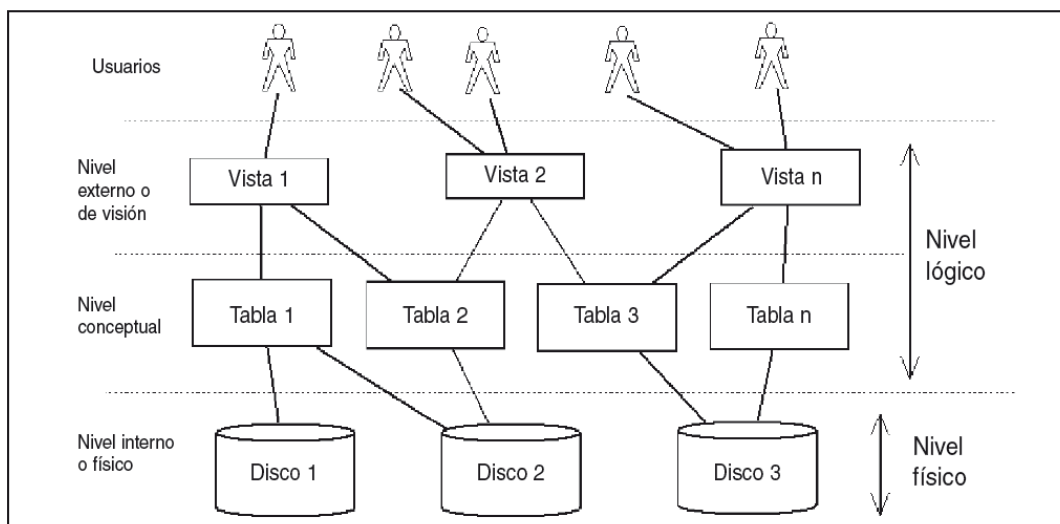 Usuarios
Nivel
externo o
de visión
Vista 1
Vista 2
Vista n
Nivel
lógico
Nivel
conceptual
Tabla 1
Tabla 2
Tabla 3
Tabla n
Nivel interno
o físico
Disco 1
Disco 2
Disco 3
Nivel
físico